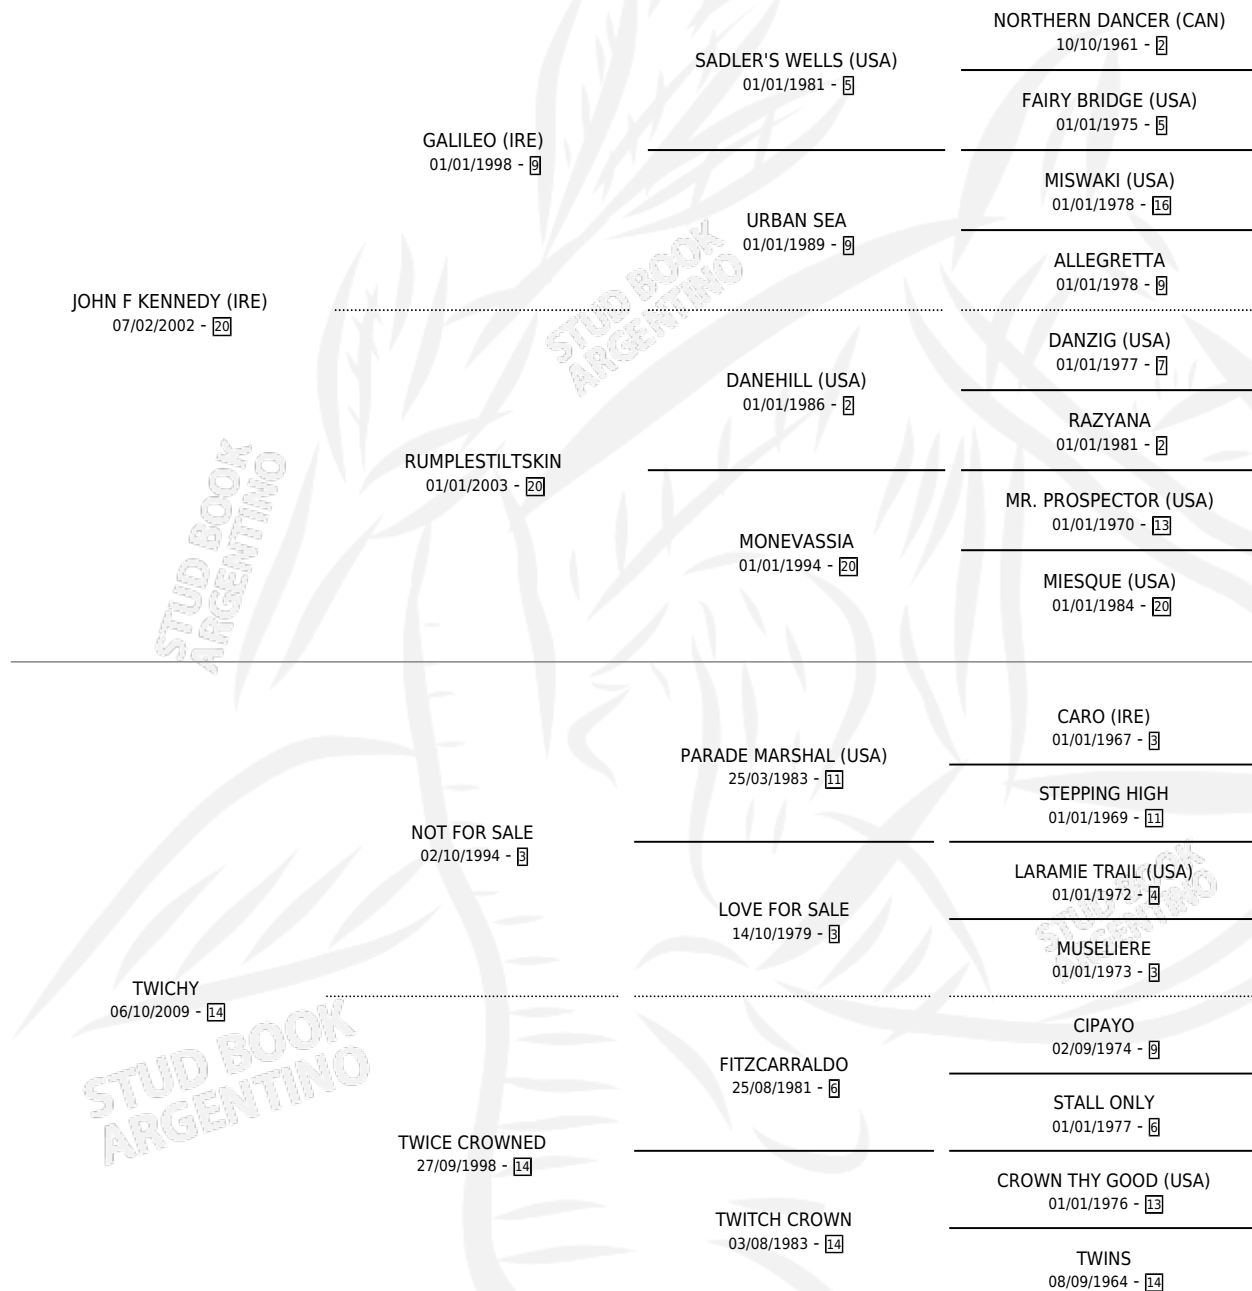 NORTHERN DANCER (CAN)
10/10/1961 - 2
SADLER'S WELLS (USA)
01/01/1981 - 5
FAIRY BRIDGE (USA)
01/01/1975 - 5
GALILEO (IRE)
01/01/1998 - 9
MISWAKI (USA)
01/01/1978 - 16
URBAN SEA
01/01/1989 - 9
ALLEGRETTA
01/01/1978 - 9
JOHN F KENNEDY (IRE)
07/02/2002 - 20
DANZIG (USA)
01/01/1977 - 7
DANEHILL (USA)
01/01/1986 - 2
RAZYANA
01/01/1981 - 2
RUMPLESTILTSKIN
01/01/2003 - 20
MR. PROSPECTOR (USA)
01/01/1970 - 13
MONEVASSIA
01/01/1994 - 20
MIESQUE (USA)
01/01/1984 - 20
CARO (IRE)
01/01/1967 - 3
PARADE MARSHAL (USA)
25/03/1983 - 11
STEPPING HIGH
01/01/1969 - 11
NOT FOR SALE
02/10/1994 - 3
LARAMIE TRAIL (USA)
01/01/1972 - 4
LOVE FOR SALE
14/10/1979 - 3
MUSELIERE
01/01/1973 - 3
TWICHY
06/10/2009 - 14
CIPAYO
02/09/1974 - 9
FITZCARRALDO
25/08/1981 - 6
STALL ONLY
01/01/1977 - 6
TWICE CROWNED
27/09/1998 - 14
CROWN THY GOOD (USA)
01/01/1976 - 13
TWITCH CROWN
03/08/1983 - 14
TWINS
08/09/1964 - 14
STUD BOOK
ARGENTINO
STUD BOOK
ARGENTINO
STUD BOOK
ARGENTINO
STUD BOOK
ARGENTINO